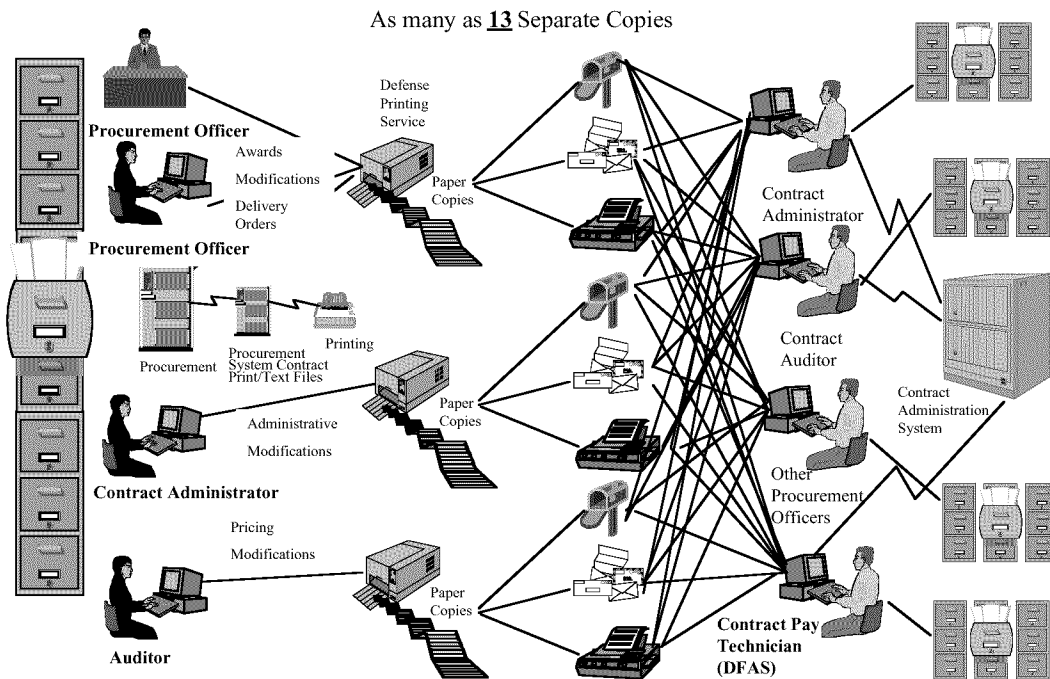 As many as 13 Separate Copies
Procurement Officer
Awards
Modifications
Delivery
Orders
Procurement Officer
Defense
Printing
Service
Paper
Copies
Procurement
Procurement
System Contract
Print/Text Files
Printing
Administrative
Modifications
Contract Administrator
Paper
Copies
Pricing
Modifications
Auditor
Paper
Copies
Contract
Administrator
Contract
Auditor
Other
Procurement
Officers
Contract Pay
Technician
(DFAS)
Contract
Administration
System